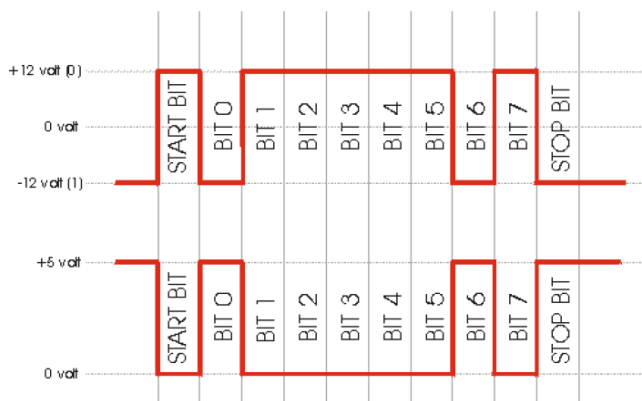 +12 volt (0)
0 volt
-12 volt (1)
START BIT
BIT 0
BIT 1
BIT 2
BIT 3
BIT 4
BIT 5
BIT 6
BIT 7
STOP BIT
+5 volt
0 volt
START BIT
BIT 0
BIT 1
BIT 2
BIT 3
BIT 4
BIT 5
BIT 6
BIT 7
STOP BIT